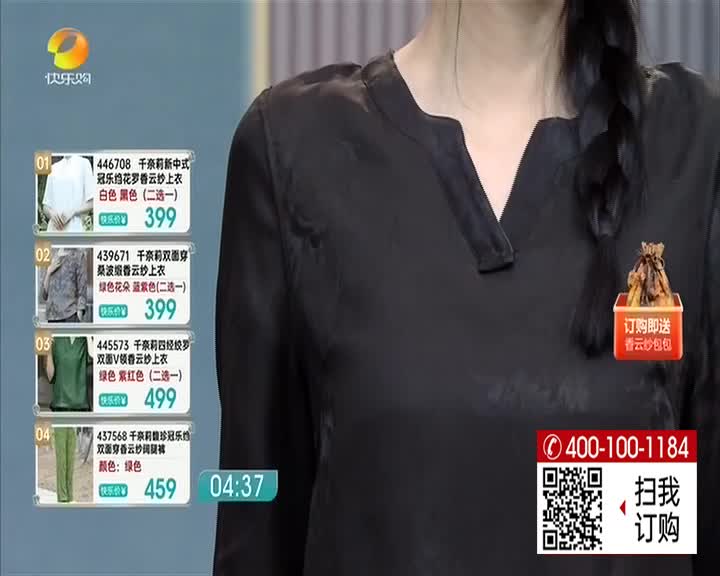 快乐购
01
446708 千奈莉新中式
冠乐绉花罗香云纱上衣
白色 黑色（二选一）
快乐价¥ 399
02
439671 千奈莉双面穿
桑波缎香云纱上衣
绿色花朵 蓝紫色(二选一)
快乐价¥ 399
03
445573 千奈莉四经绞罗
双面V领香云纱上衣
绿色 紫红色（二选一）
快乐价¥ 499
04
437568 千奈莉馥珍冠乐绉
双面穿香云纱阔腿裤
颜色：绿色
快乐价¥ 459
04:37
订购即送
香云纱包包
400-100-1184
扫我
订购